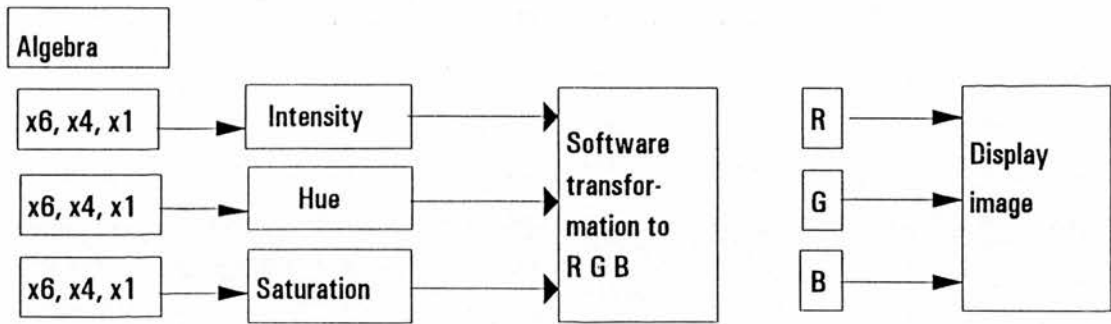 Algebra
x6, x4, x1
Intensity
x6, x4, x1
Hue
x6, x4, x1
Saturation
Software
transfor-
mation to
R G B
R
G
B
Display
image